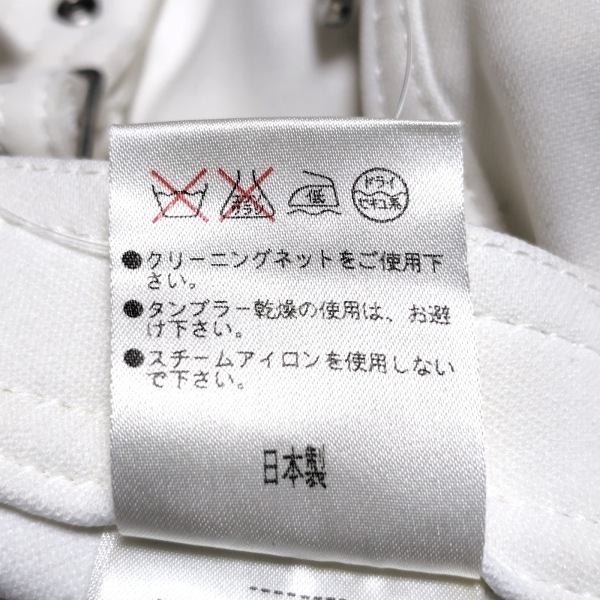 エンソ
サラシ
低
ドライ
セキユ系
●クリーニングネットをご使用下
さい。
●タンブラー乾燥の使用は、お避
け下さい。
●スチームアイロンを使用しない
で下さい。
日本製